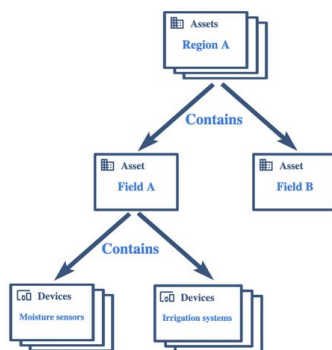 Assets
Region A
Contains
Asset
Field A
Asset
Field B
Contains
Devices
Moisture sensors
Devices
Irrigation systems